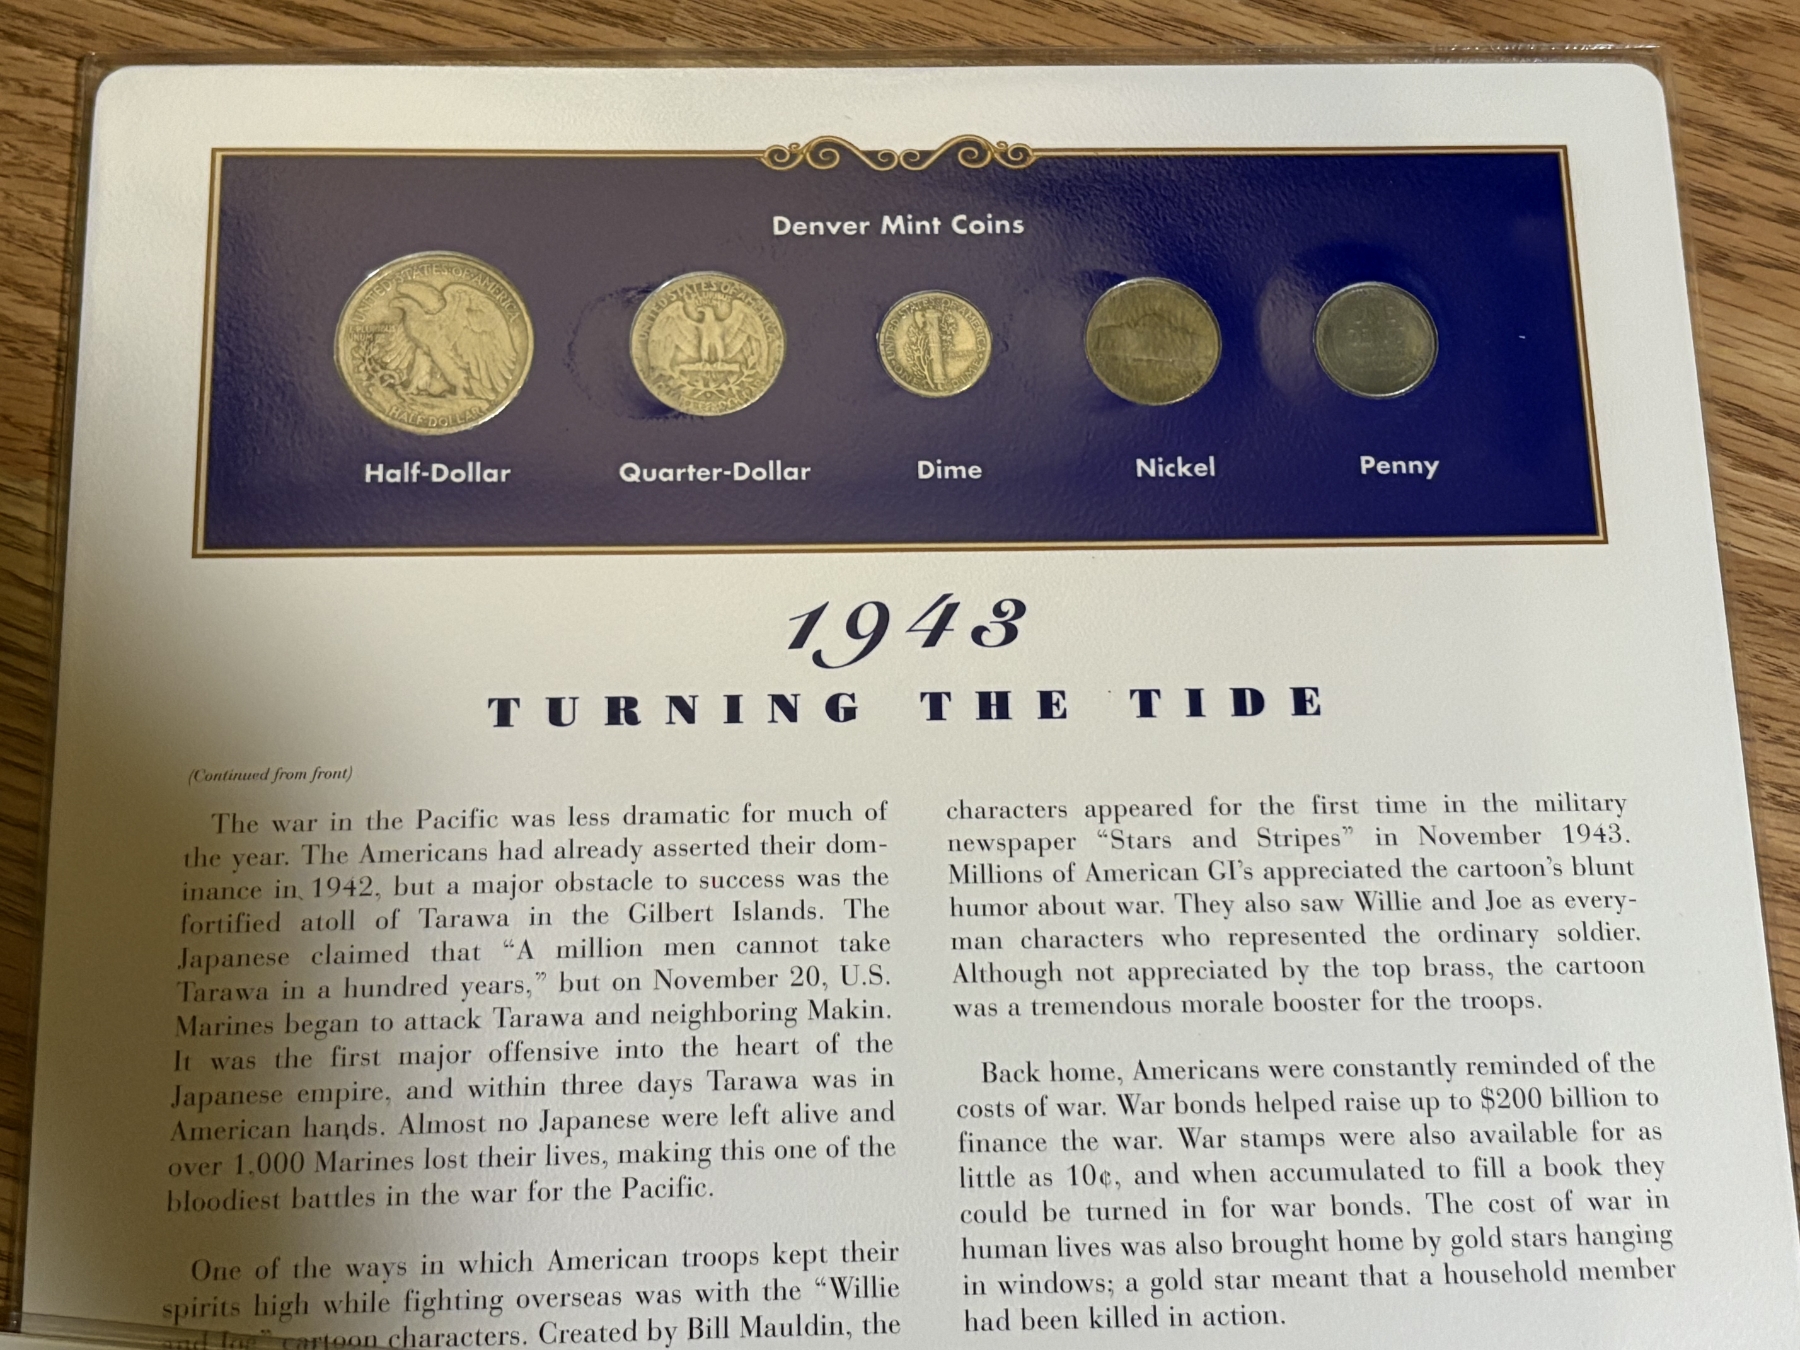 Denver Mint Coins
UNITED STATES OF AMERICA
HALF DOLLAR
UNITED STATES OF AMERICA
UNITED STATES OF AMERICA
ONE
Half-Dollar
Quarter-Dollar
Dime
Nickel
Penny
1943
TURNING THE TIDE
(Continued from front)
The war in the Pacific was less dramatic for much of
the year. The Americans had already asserted their dom-
inance in 1942, but a major obstacle to success was the
fortified atoll of Tarawa in the Gilbert Islands. The
Japanese claimed that “A million men cannot take
Tarawa in a hundred years,” but on November 20, U.S.
Marines began to attack Tarawa and neighboring Makin.
It was the first major offensive into the heart of the
Japanese empire, and within three days Tarawa was in
American hands. Almost no Japanese were left alive and
over 1,000 Marines lost their lives, making this one of the
bloodiest battles in the war for the Pacific.
One of the ways in which American troops kept their
spirits high while fighting overseas was with the “Willie
and Joe” cartoon characters. Created by Bill Mauldin, the
characters appeared for the first time in the military
newspaper “Stars and Stripes” in November 1943.
Millions of American GI’s appreciated the cartoon’s blunt
humor about war. They also saw Willie and Joe as every-
man characters who represented the ordinary soldier.
Although not appreciated by the top brass, the cartoon
was a tremendous morale booster for the troops.
Back home, Americans were constantly reminded of the
costs of war. War bonds helped raise up to $200 billion to
finance the war. War stamps were also available for as
little as 10¢, and when accumulated to fill a book they
could be turned in for war bonds. The cost of war in
human lives was also brought home by gold stars hanging
in windows; a gold star meant that a household member
had been killed in action.